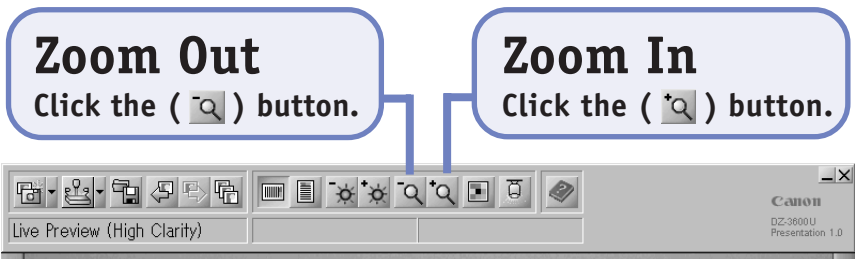 Zoom Out
Click the ( ) button.
Zoom In
Click the ( ) button.
Canon
DZ-3600U
Presentation 1.0
Live Preview (High Clarity)